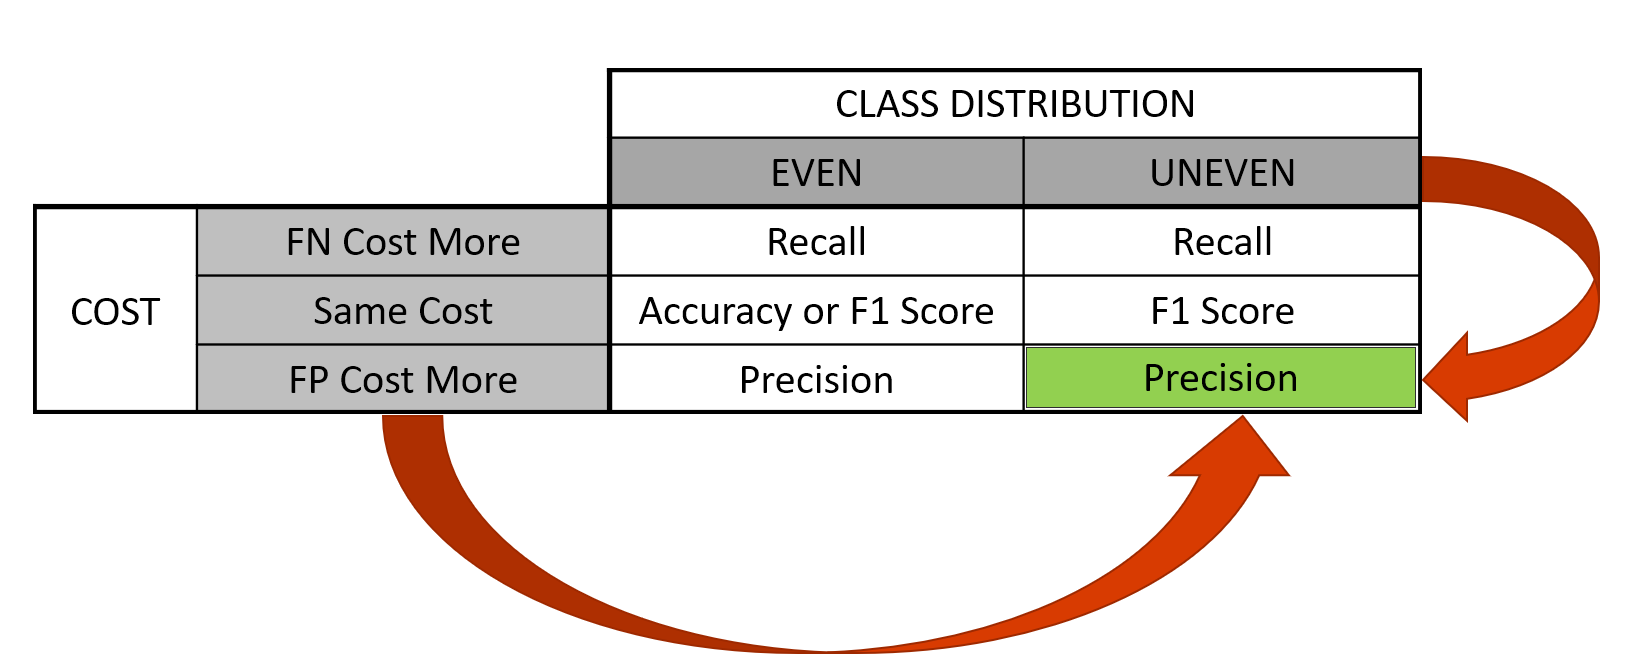 CLASS DISTRIBUTION
EVEN UNEVEN
FN Cost More Recall Recall
COST Same Cost Accuracy or F1 Score F1 Score
FP Cost More Precision Precision